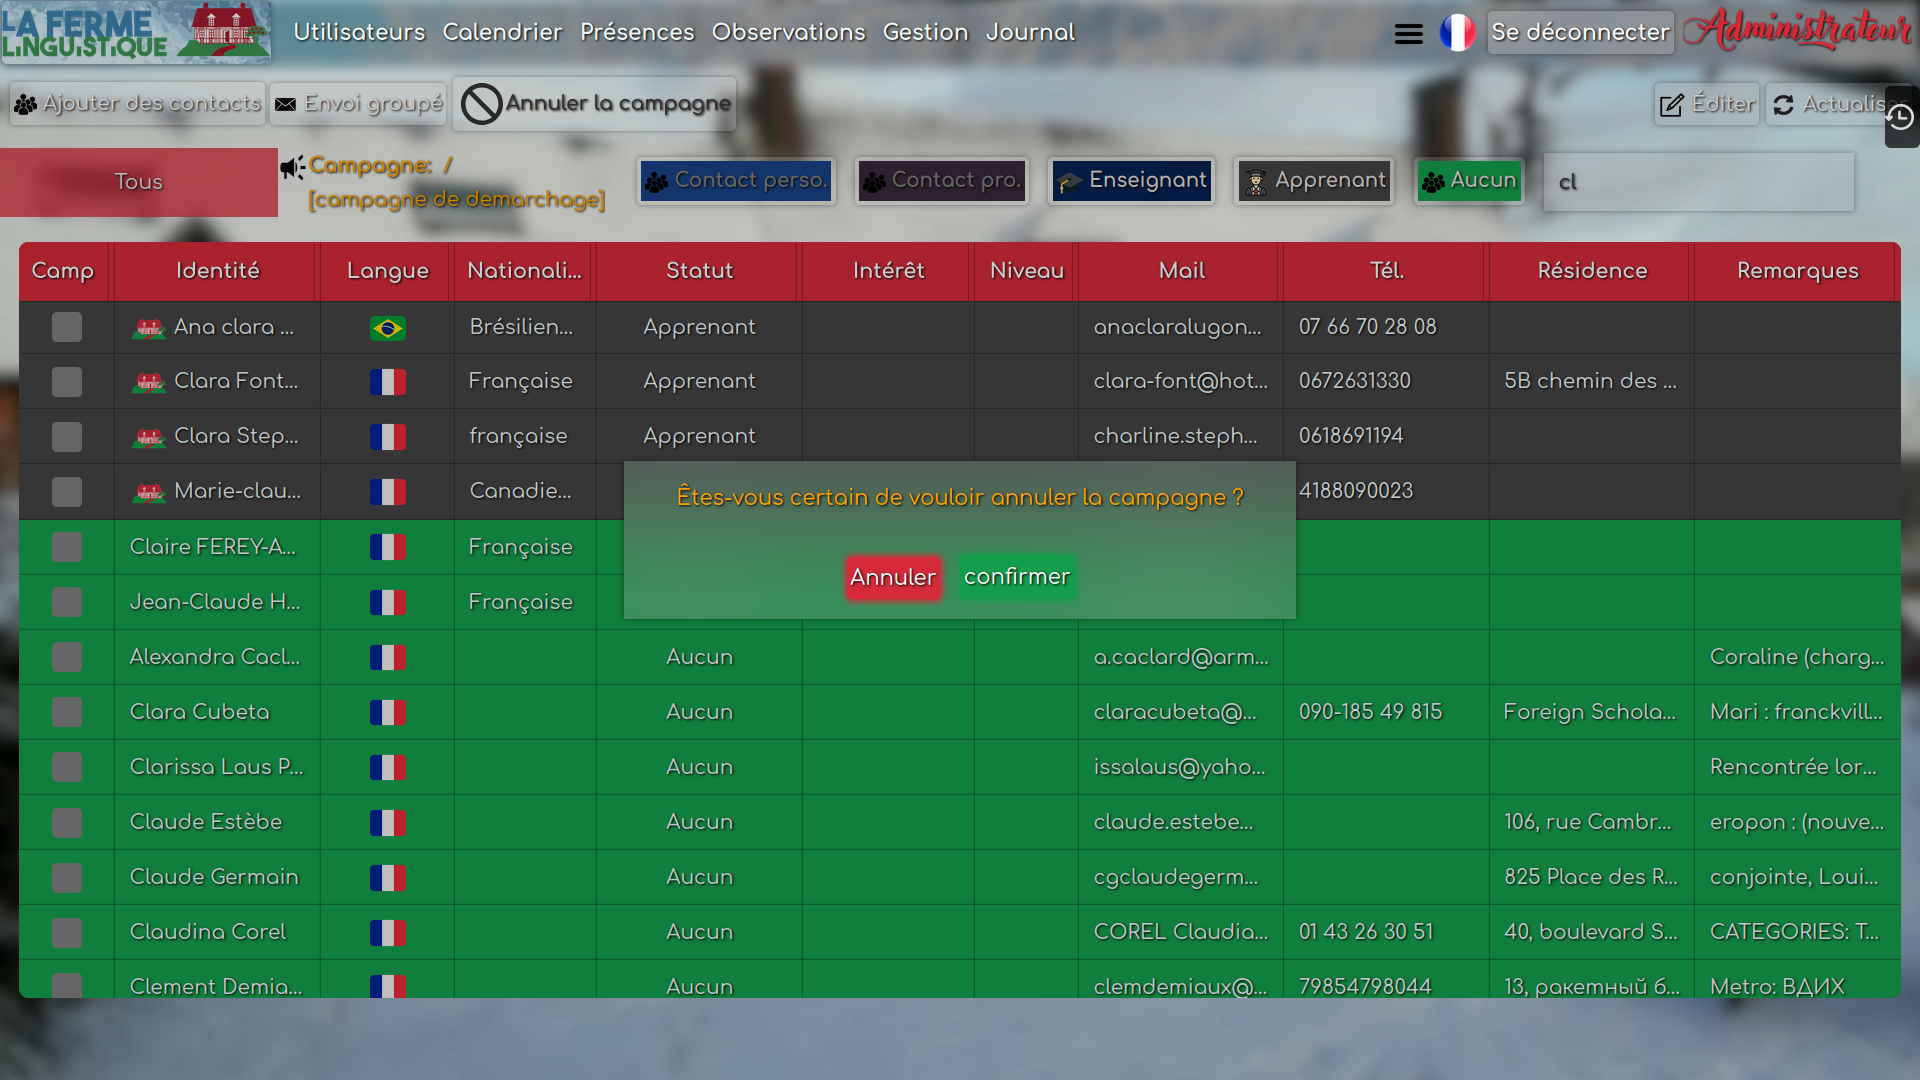 LA FERME
LiNGUiSTiQUE
Utilisateurs Calendrier Présences Observations Gestion Journal
Se déconnecter
Administrateur
Ajouter des contacts
Envoi groupé
Annuler la campagne
Éditer
Actualiser
Tous
Campagne: /
[campagne de demarchage]
Contact perso.
Contact pro.
Enseignant
Apprenant
Aucun
cl
Camp Identité Langue Nationali... Statut Intérêt Niveau Mail Tél. Résidence Remarques
Ana clara ... Brésilien... Apprenant anaclaralugon... 07 66 70 28 08
Clara Font... Française Apprenant clara-font@hot... 0672631330 5B chemin des ...
Clara Step... française Apprenant charline.steph... 0618691194
Marie-clau... Canadie... 4188090023
Claire FEREY-A... Française
Jean-Claude H... Française
Alexandra Cacl... Aucun a.caclard@arm... Coraline (charg...
Clara Cubeta Aucun claracubeta@... 090-185 49 815 Foreign Schola... Mari : franckvill...
Clarissa Laus P... Aucun issalaus@yaho... Rencontrée lor...
Claude Estèbe Aucun claude.estebe... 106, rue Cambr... eropon : (nouve...
Claude Germain Aucun cgclaudegerm... 825 Place des R... conjointe, Loui...
Claudina Corel Aucun COREL Claudia... 01 43 26 30 51 40, boulevard S... CATEGORIES: T...
Clement Demia... Aucun clemdemiaux@... 79854798044 13, ракетный б... Metro: ВДИХ
Êtes-vous certain de vouloir annuler la campagne ?
Annuler confirmer